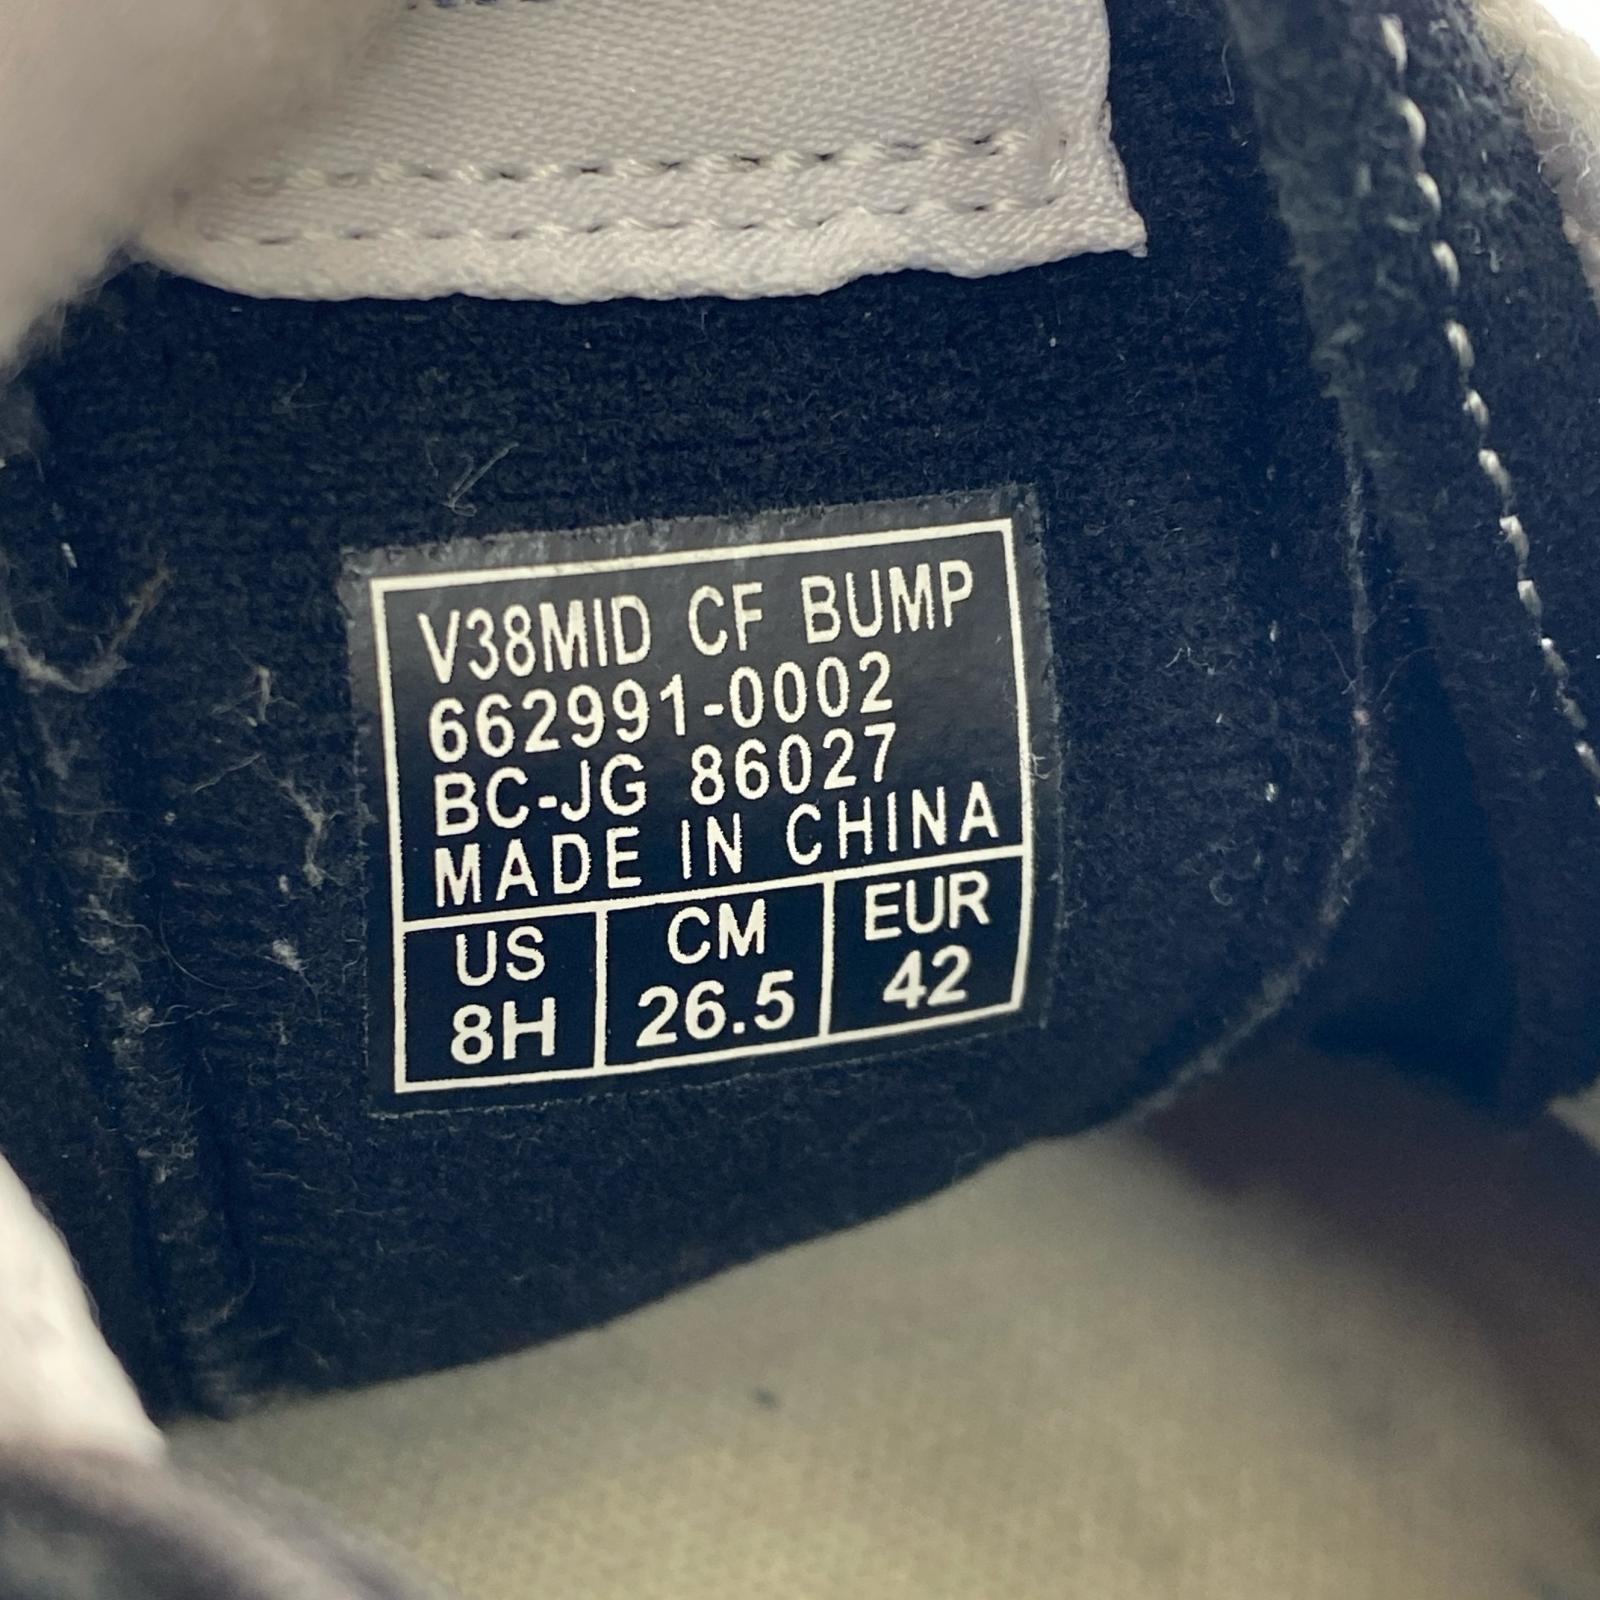 V38MID CF BUMP
662991-0002
BC-JG 86027
MADE IN CHINA
US CM EUR
8H 26.5 42